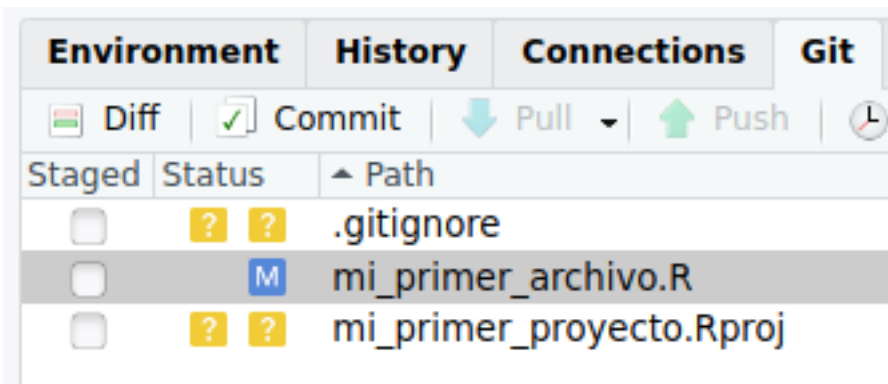 Environment History Connections Git
Diff Commit Pull Push
Staged Status Path
? ? .gitignore
M mi_primer_archivo.R
? ? mi_primer_proyecto.Rproj